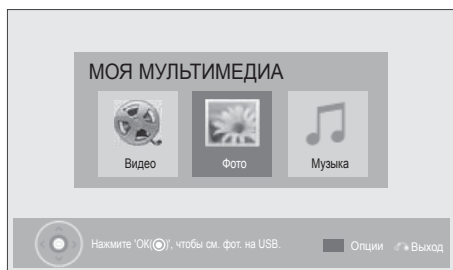 МОЯ МУЛЬТИМЕДИА
Видео
Фото
Музыка
Нажмите 'ОК(◉)', чтобы см. фот. на USB.
Опции
Выход